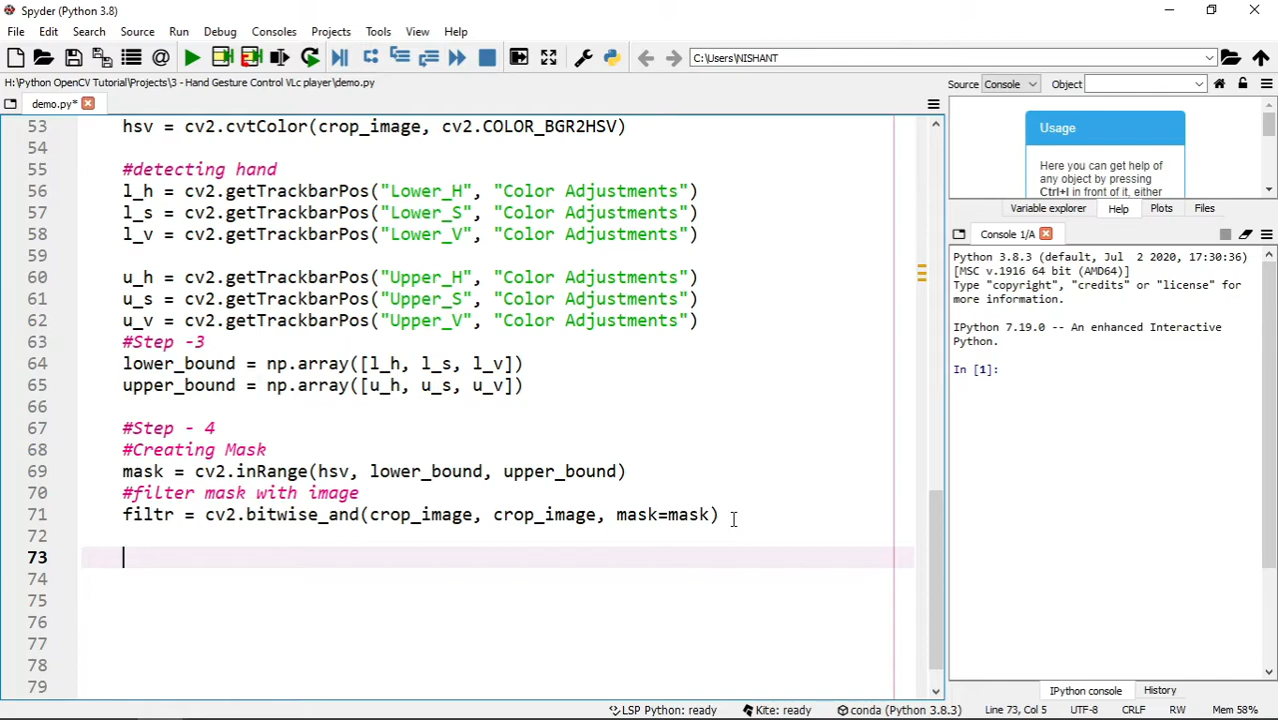 Spyder (Python 3.8)
File Edit Search Source Run Debug Consoles Projects Tools View Help
C:\Users\NISHANT
H:\Python OpenCV Tutorial\Projects\3 - Hand Gesture Control VLc player\demo.py
demo.py*
53 hsv = cv2.cvtColor(crop_image, cv2.COLOR_BGR2HSV)
54
55 #detecting hand
56 l_h = cv2.getTrackbarPos("Lower_H", "Color Adjustments")
57 l_s = cv2.getTrackbarPos("Lower_S", "Color Adjustments")
58 l_v = cv2.getTrackbarPos("Lower_V", "Color Adjustments")
59
60 u_h = cv2.getTrackbarPos("Upper_H", "Color Adjustments")
61 u_s = cv2.getTrackbarPos("Upper_S", "Color Adjustments")
62 u_v = cv2.getTrackbarPos("Upper_V", "Color Adjustments")
63 #Step -3
64 lower_bound = np.array([l_h, l_s, l_v])
65 upper_bound = np.array([u_h, u_s, u_v])
66
67 #Step - 4
68 #Creating Mask
69 mask = cv2.inRange(hsv, lower_bound, upper_bound)
70 #filter mask with image
71 filtr = cv2.bitwise_and(crop_image, crop_image, mask=mask)
72
73
74
75
76
77
78
79
Source Console Object
Usage
Here you can get help of
any object by pressing
Ctrl+I in front of it, either
Variable explorer Help Plots Files
Console 1/A
Python 3.8.3 (default, Jul 2 2020, 17:30:36)
[MSC v.1916 64 bit (AMD64)]
Type "copyright", "credits" or "license" for
more information.
IPython 7.19.0 -- An enhanced Interactive
Python.
In [1]:
IPython console History
LSP Python: ready Kite: ready conda (Python 3.8.3) Line 73, Col 5 UTF-8 CRLF RW Mem 58%